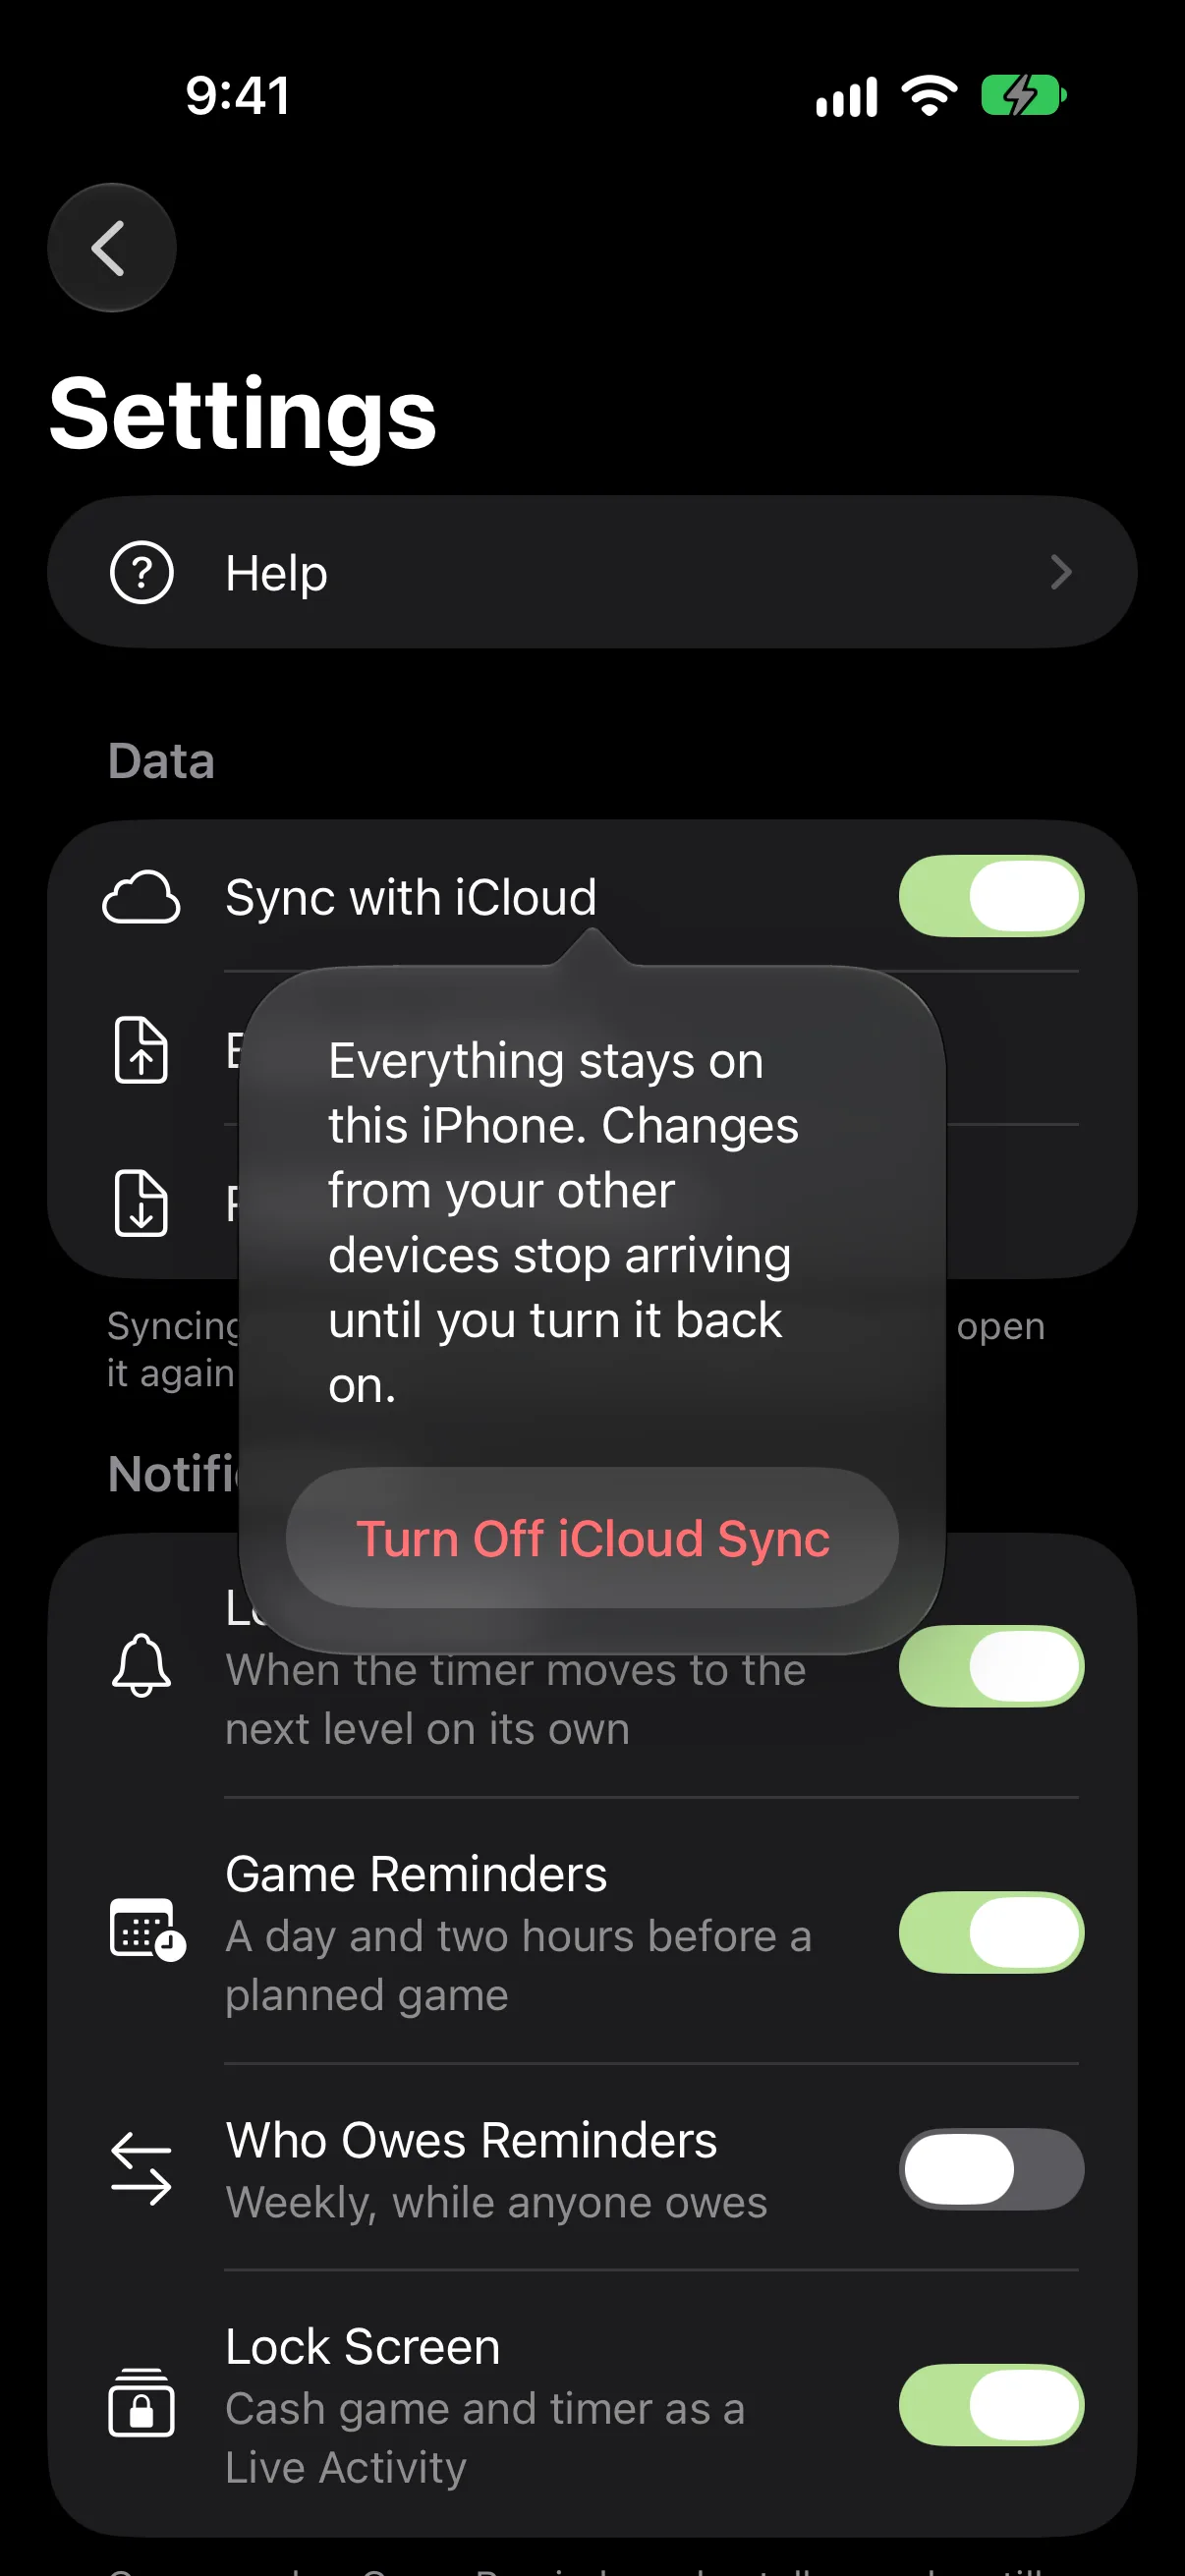 9:41
Settings
Help
Data
Sync with iCloud
Everything stays on
this iPhone. Changes
from your other
devices stop arriving
until you turn it back
on.
Syncing
open
it again
Turn Off iCloud Sync
When the timer moves to the
next level on its own
Game Reminders
A day and two hours before a
planned game
Who Owes Reminders
Weekly, while anyone owes
Lock Screen
Cash game and timer as a
Live Activity